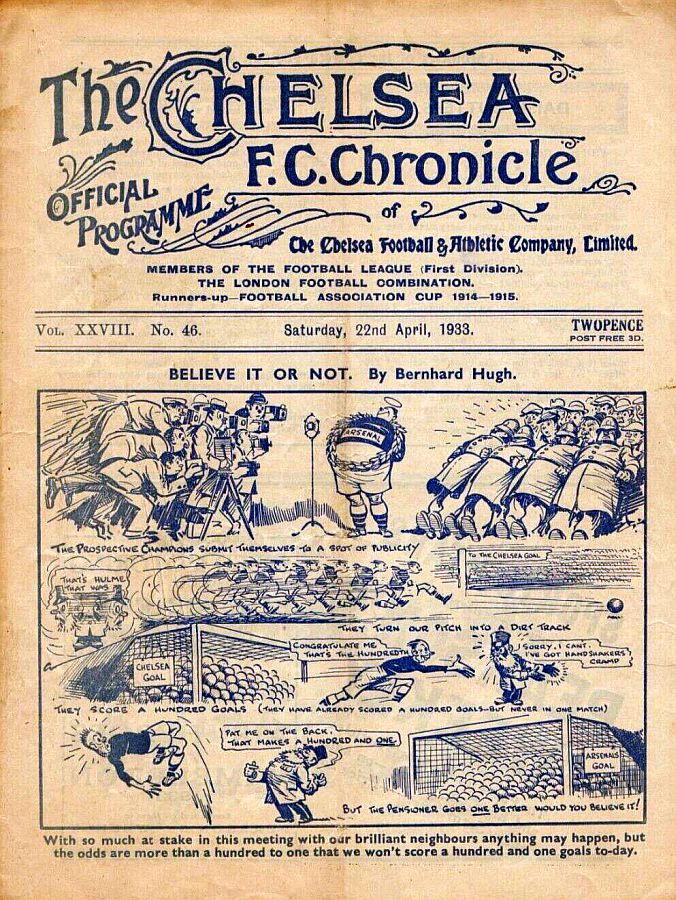 The CHELSEA
F.C. Chronicle
OFFICIAL
PROGRAMME
of
The Chelsea Football & Athletic Company, Limited.
MEMBERS OF THE FOOTBALL LEAGUE (First Division).
THE LONDON FOOTBALL COMBINATION.
Runners-up—FOOTBALL ASSOCIATION CUP 1914—1915.
VOL. XXVIII. No. 46.
Saturday, 22nd April, 1933.
TWOPENCE
POST FREE 3D.
BELIEVE IT OR NOT. By Bernhard Hugh.
ARSENAL
THE PROSPECTIVE CHAMPIONS SUBMIT THEMSELVES TO A SPOT OF PUBLICITY
TO THE CHELSEA GOAL
THAT'S HULME
THAT WAS
THEY TURN OUR PITCH INTO A DIRT TRACK
CHELSEA
GOAL
CONGRATULATE ME
THAT'S THE HUNDREDTH
SORRY, I CAN'T
I'VE GOT HANDSHAKERS
CRAMP
THEY SCORE A HUNDRED GOALS (THEY HAVE ALREADY SCORED A HUNDRED GOALS—BUT NEVER IN ONE MATCH)
PAT ME ON THE BACK.
THAT MAKES A HUNDRED AND ONE.
ARSENALS
GOAL
BUT THE PENSIONER GOES ONE BETTER WOULD YOU BELIEVE IT!
With so much at stake in this meeting with our brilliant neighbours anything may happen, but
the odds are more than a hundred to one that we won't score a hundred and one goals to-day.